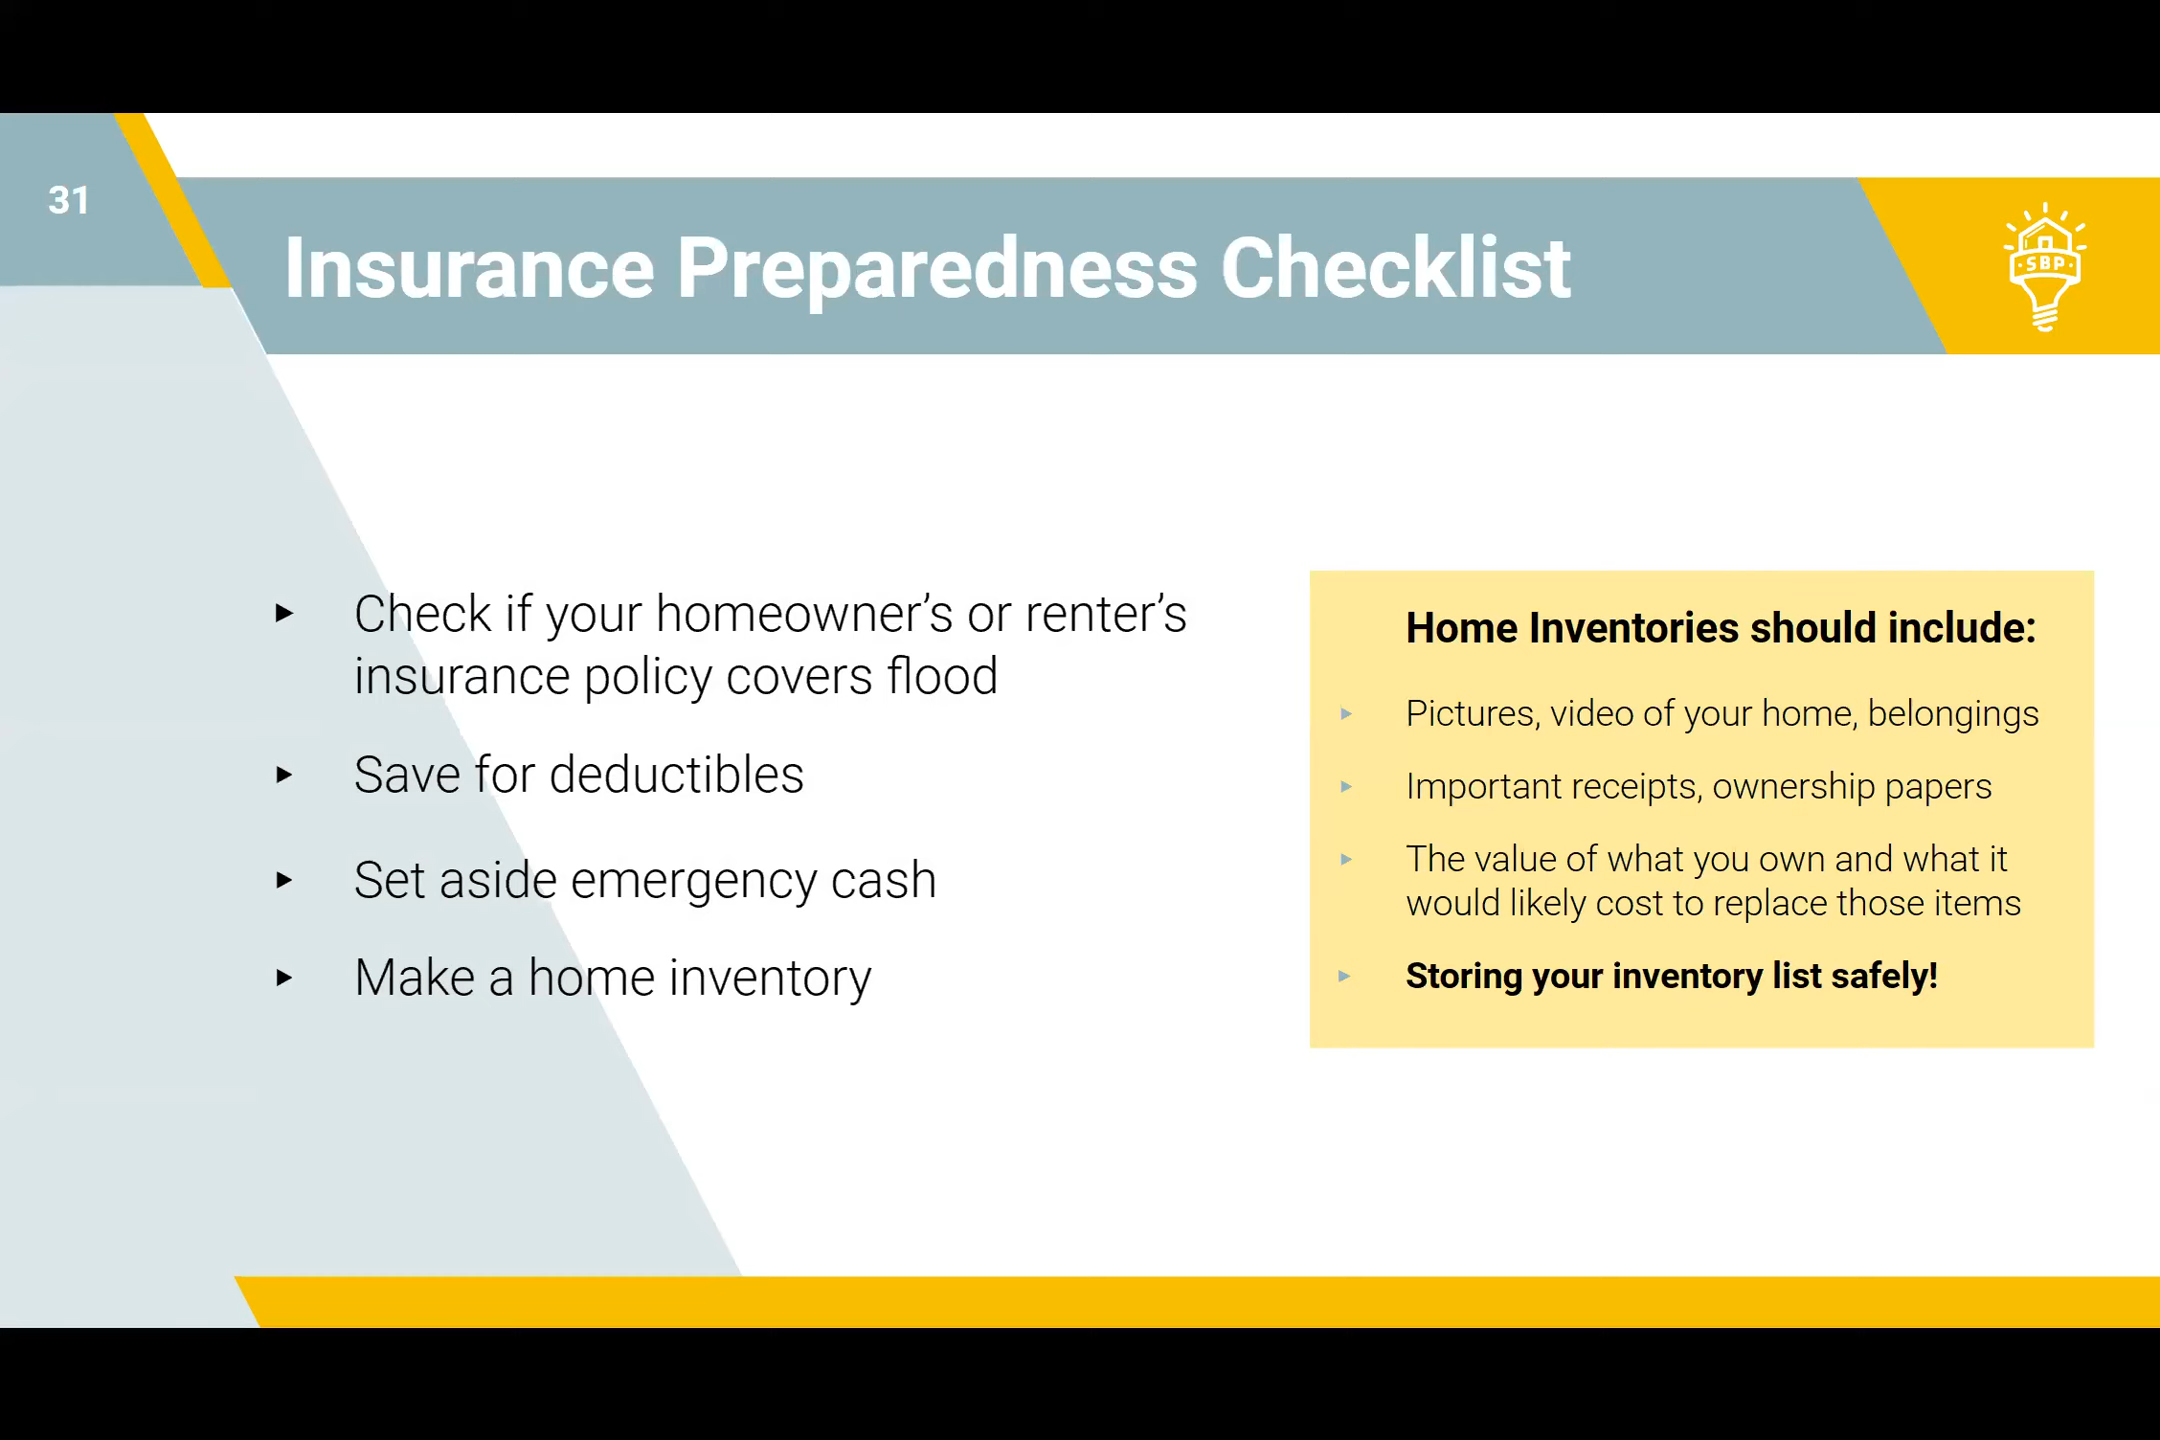 31
Insurance Preparedness Checklist
SBP
▸ Check if your homeowner’s or renter’s
insurance policy covers flood
▸ Save for deductibles
▸ Set aside emergency cash
▸ Make a home inventory
Home Inventories should include:
▸ Pictures, video of your home, belongings
▸ Important receipts, ownership papers
▸ The value of what you own and what it
would likely cost to replace those items
▸ Storing your inventory list safely!